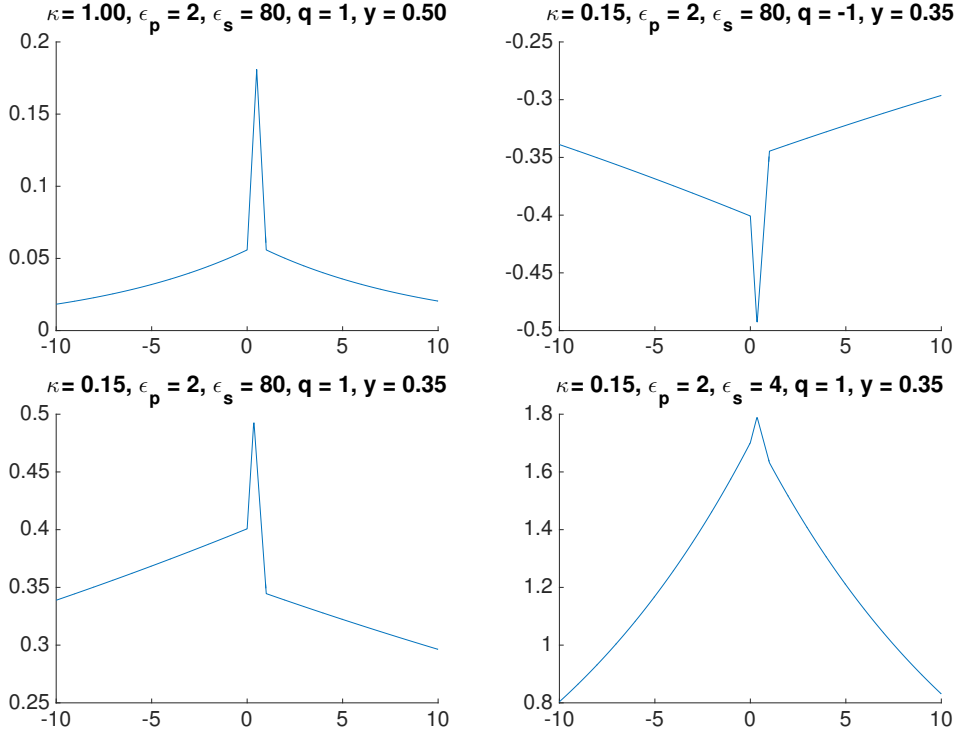 κ= 1.00, ϵp = 2, ϵs = 80, q = 1, y = 0.50
0.2
0.15
0.1
0.05
0
-10 -5 0 5 10
κ= 0.15, ϵp = 2, ϵs = 80, q = -1, y = 0.35
-0.25
-0.3
-0.35
-0.4
-0.45
-0.5
-10 -5 0 5 10
κ= 0.15, ϵp = 2, ϵs = 80, q = 1, y = 0.35
0.5
0.45
0.4
0.35
0.3
0.25
-10 -5 0 5 10
κ= 0.15, ϵp = 2, ϵs = 4, q = 1, y = 0.35
1.8
1.6
1.4
1.2
1
0.8
-10 -5 0 5 10